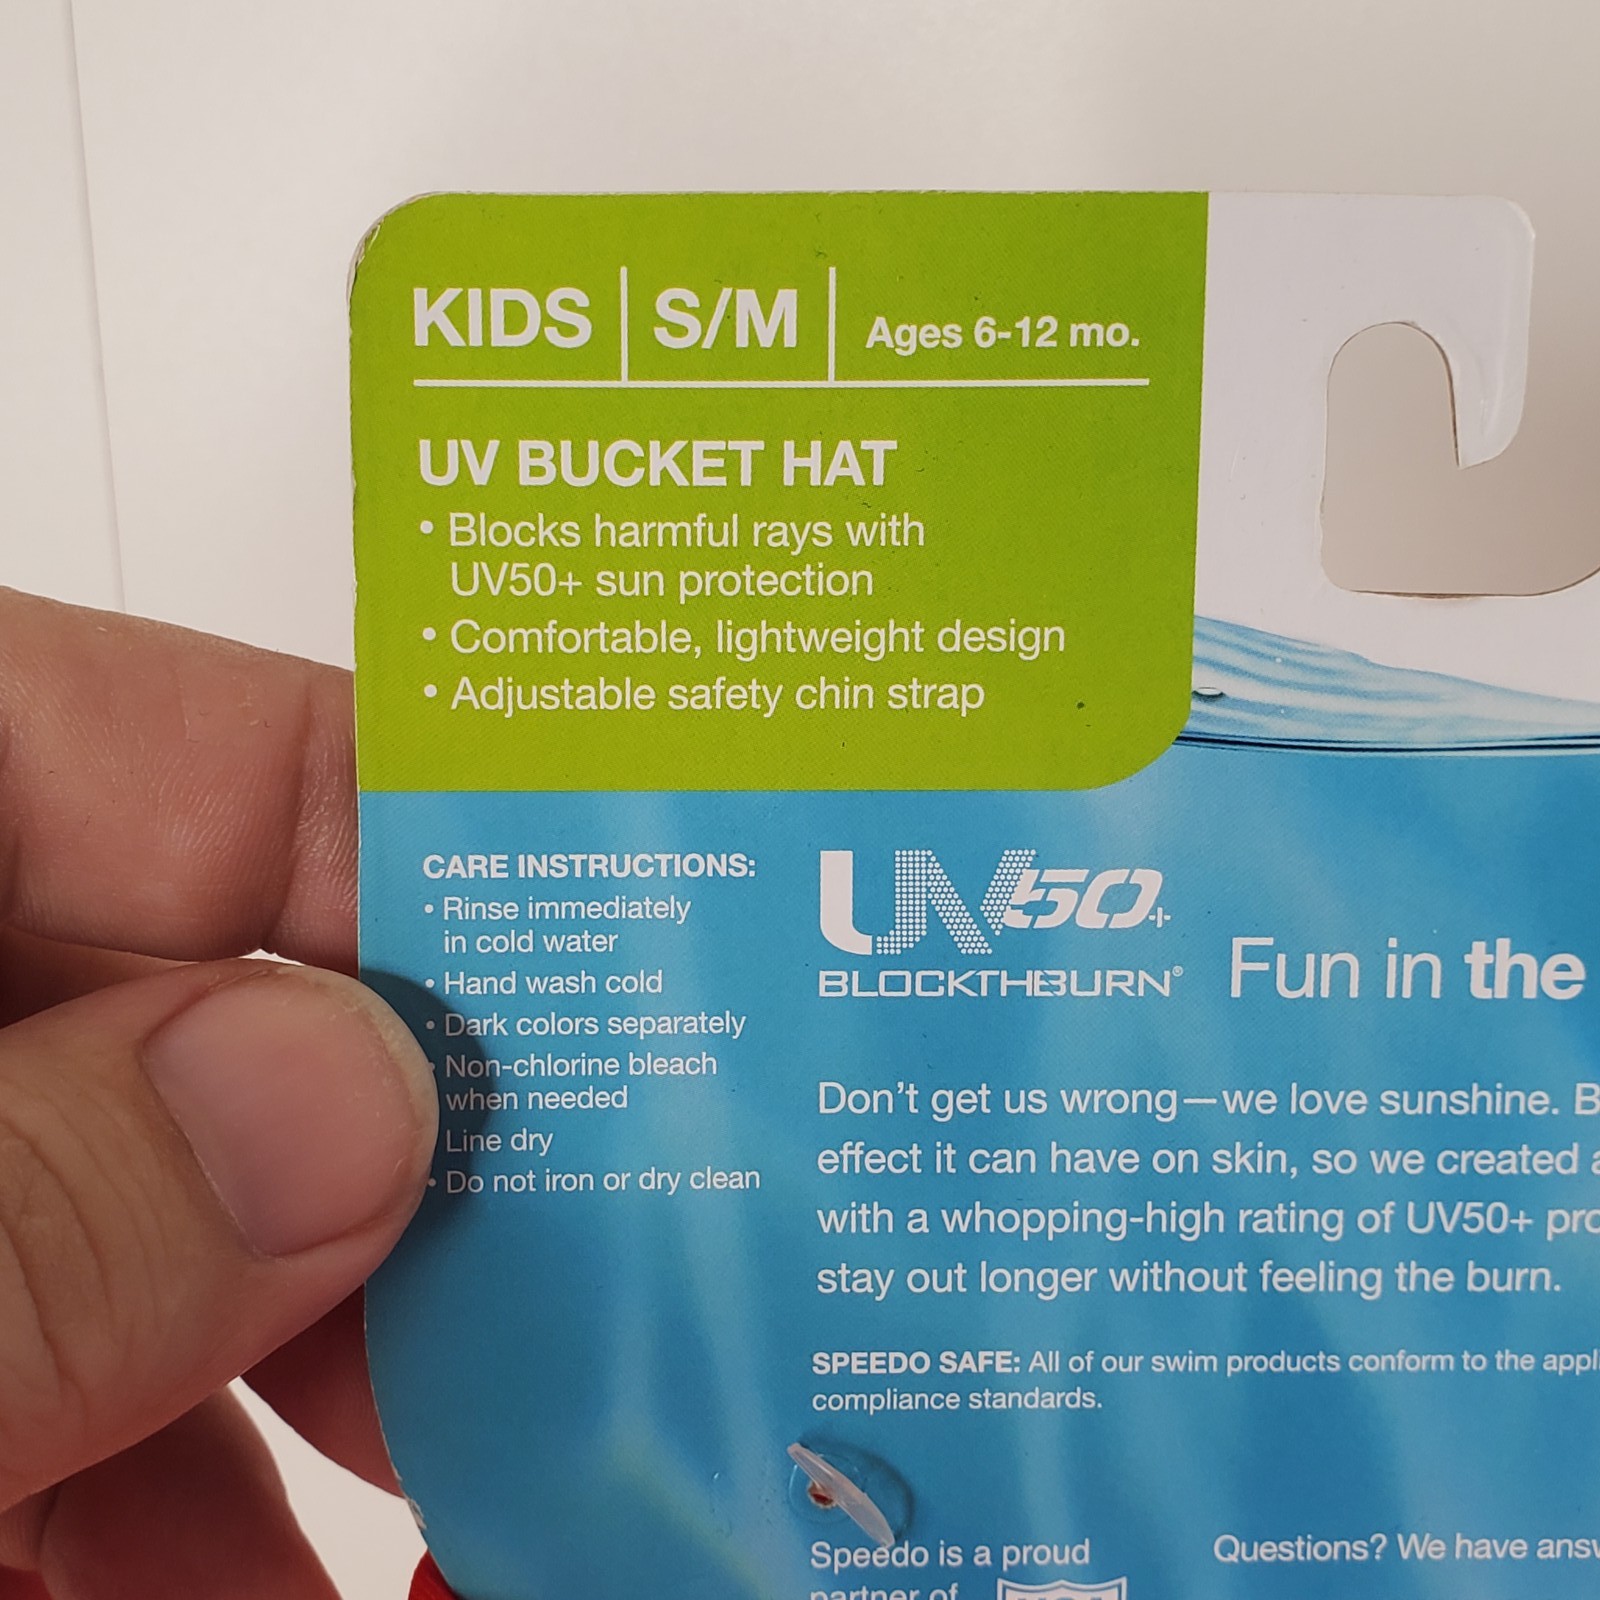 KIDS | S/M | Ages 6-12 mo.
UV BUCKET HAT
• Blocks harmful rays with
UV50+ sun protection
• Comfortable, lightweight design
• Adjustable safety chin strap
CARE INSTRUCTIONS:
• Rinse immediately
in cold water
• Hand wash cold
• Dark colors separately
• Non-chlorine bleach
when needed
Line dry
• Do not iron or dry clean
UV50+
BLOCKTHEBURN®
Fun in the
Don't get us wrong—we love sunshine. B
effect it can have on skin, so we created a
with a whopping-high rating of UV50+ pro
stay out longer without feeling the burn.
SPEEDO SAFE: All of our swim products conform to the appli
compliance standards.
Speedo is a proud
partner of
Questions? We have answ